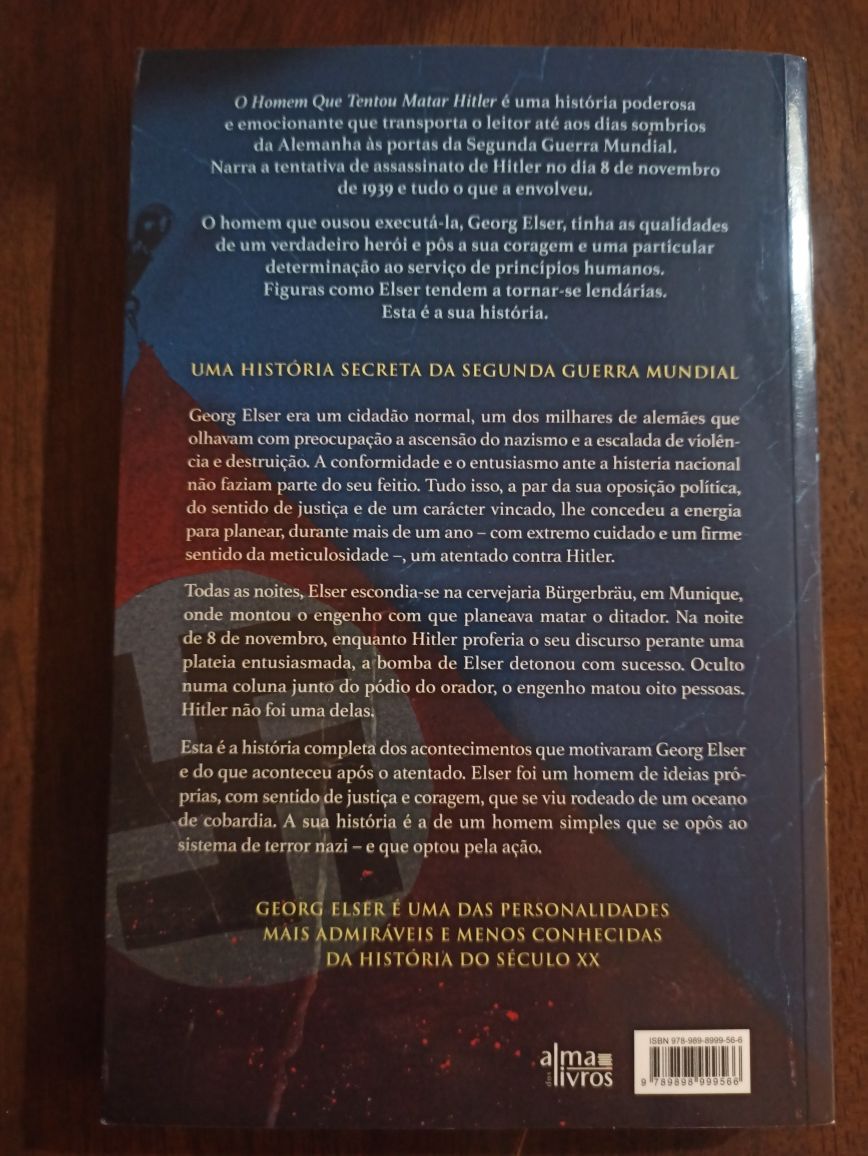 O Homem Que Tentou Matar Hitler é uma história poderosa
e emocionante que transporta o leitor até aos dias sombrios
da Alemanha às portas da Segunda Guerra Mundial.
Narra a tentativa de assassinato de Hitler no dia 8 de novembro
de 1939 e tudo o que a envolveu.
O homem que ousou executá-la, Georg Elser, tinha as qualidades
de um verdadeiro herói e pôs a sua coragem e uma particular
determinação ao serviço de princípios humanos.
Figuras como Elser tendem a tornar-se lendárias.
Esta é a sua história.
UMA HISTÓRIA SECRETA DA SEGUNDA GUERRA MUNDIAL
Georg Elser era um cidadão normal, um dos milhares de alemães que
olhavam com preocupação a ascensão do nazismo e a escalada de violên-
cia e destruição. A conformidade e o entusiasmo ante a histeria nacional
não faziam parte do seu feitio. Tudo isso, a par da sua oposição política,
do sentido de justiça e de um carácter vincado, lhe concedeu a energia
para planear, durante mais de um ano – com extremo cuidado e um firme
sentido da meticulosidade –, um atentado contra Hitler.
Todas as noites, Elser escondia-se na cervejaria Bürgerbräu, em Munique,
onde montou o engenho com que planeava matar o ditador. Na noite
de 8 de novembro, enquanto Hitler proferia o seu discurso perante uma
plateia entusiasmada, a bomba de Elser detonou com sucesso. Oculto
numa coluna junto do pódio do orador, o engenho matou oito pessoas.
Hitler não foi uma delas.
Esta é a história completa dos acontecimentos que motivaram Georg Elser
e do que aconteceu após o atentado. Elser foi um homem de ideias pró-
prias, com sentido de justiça e coragem, que se viu rodeado de um oceano
de cobardia. A sua história é a de um homem simples que se opôs ao
sistema de terror nazi – e que optou pela ação.
GEORG ELSER É UMA DAS PERSONALIDADES
MAIS ADMIRÁVEIS E MENOS CONHECIDAS
DA HISTÓRIA DO SÉCULO XX
alma
dos livros
ISBN 978-989-8999-56-6
9 789898 999566